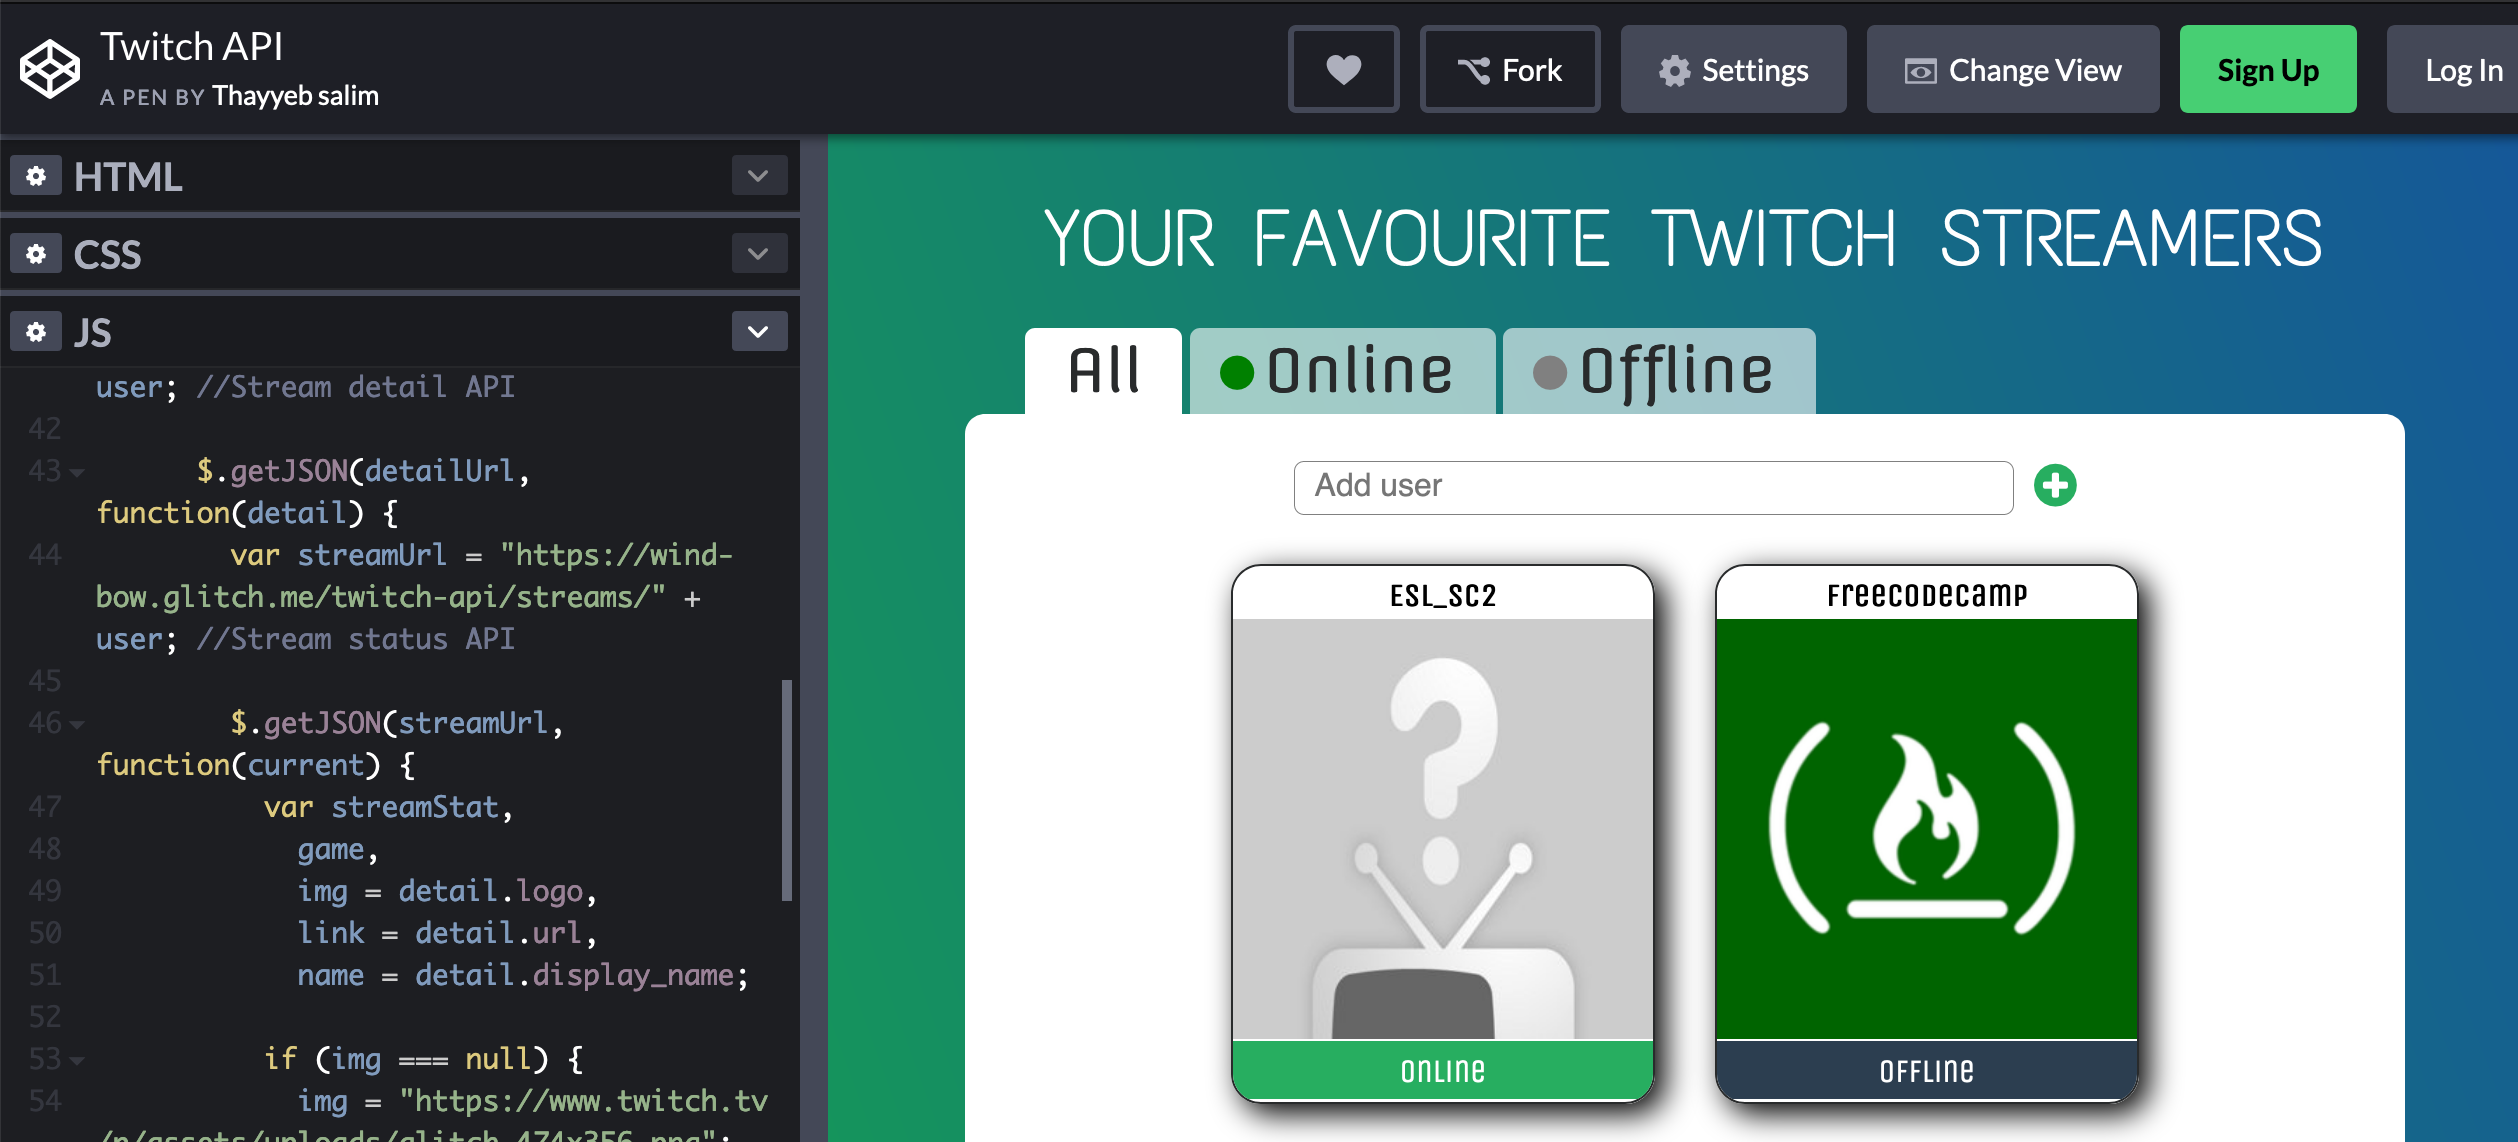 Twitch API
A PEN BY Thayyeb salim
Fork
Settings
Change View
Sign Up
Log In
HTML
CSS
JS
user; //Stream detail API
42
43 $.getJSON(detailUrl,
function(detail) {
44 var streamUrl = "https://wind-
bow.glitch.me/twitch-api/streams/" +
user; //Stream status API
45
46 $.getJSON(streamUrl,
function(current) {
47 var streamStat,
48 game,
49 img = detail.logo,
50 link = detail.url,
51 name = detail.display_name;
52
53 if (img === null) {
54 img = "https://www.twitch.tv
/p/assets/uploads/glitch_474x356.png";
YOUR FAVOURITE TWITCH STREAMERS
All
Online
Offline
Add user
ESL_SC2
Freecodecamp
Online
Offline